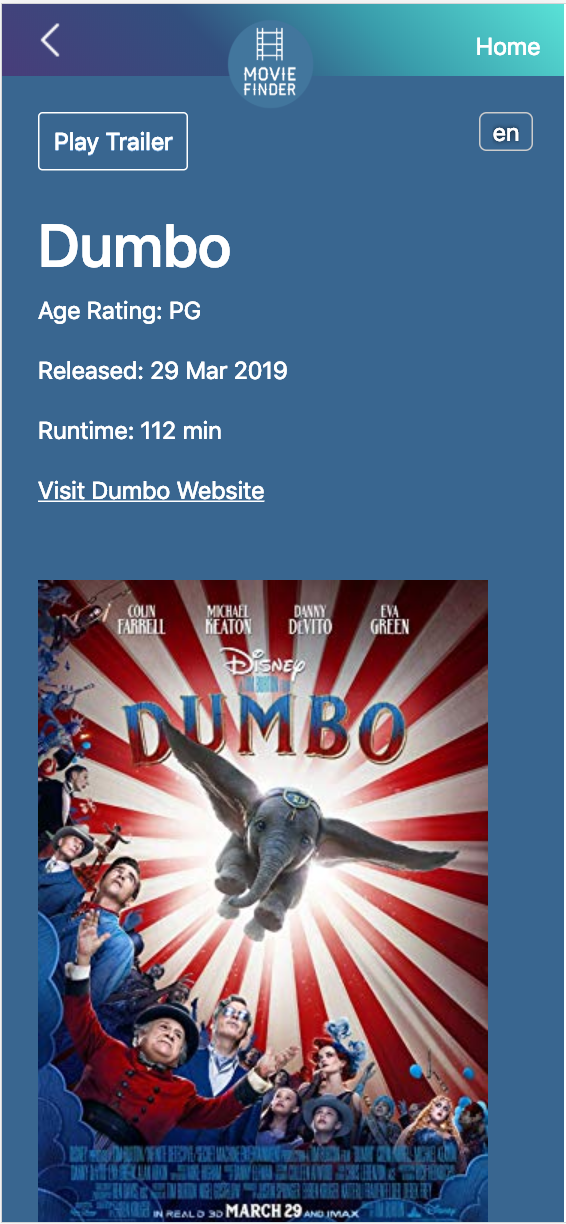 Home
MOVIE
FINDER
Play Trailer
en
Dumbo
Age Rating: PG
Released: 29 Mar 2019
Runtime: 112 min
Visit Dumbo Website
COLIN FARRELL
MICHAEL KEATON
DANNY DEVITO
EVA GREEN
DISNEY
DUMBO
IN REAL D 3D MARCH 29 AND IMAX